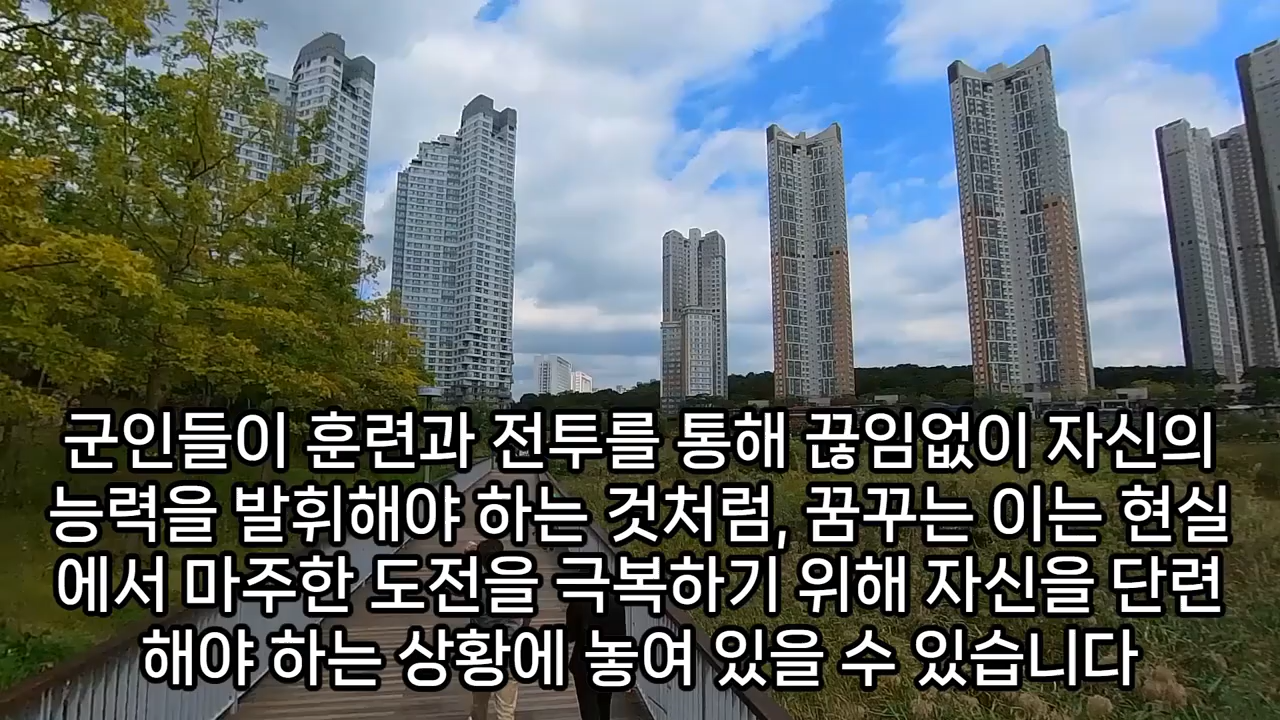 군인들이 훈련과 전투를 통해 끊임없이 자신의
능력을 발휘해야 하는 것처럼, 꿈꾸는 이는 현실
에서 마주한 도전을 극복하기 위해 자신을 단련
해야 하는 상황에 놓여 있을 수 있습니다